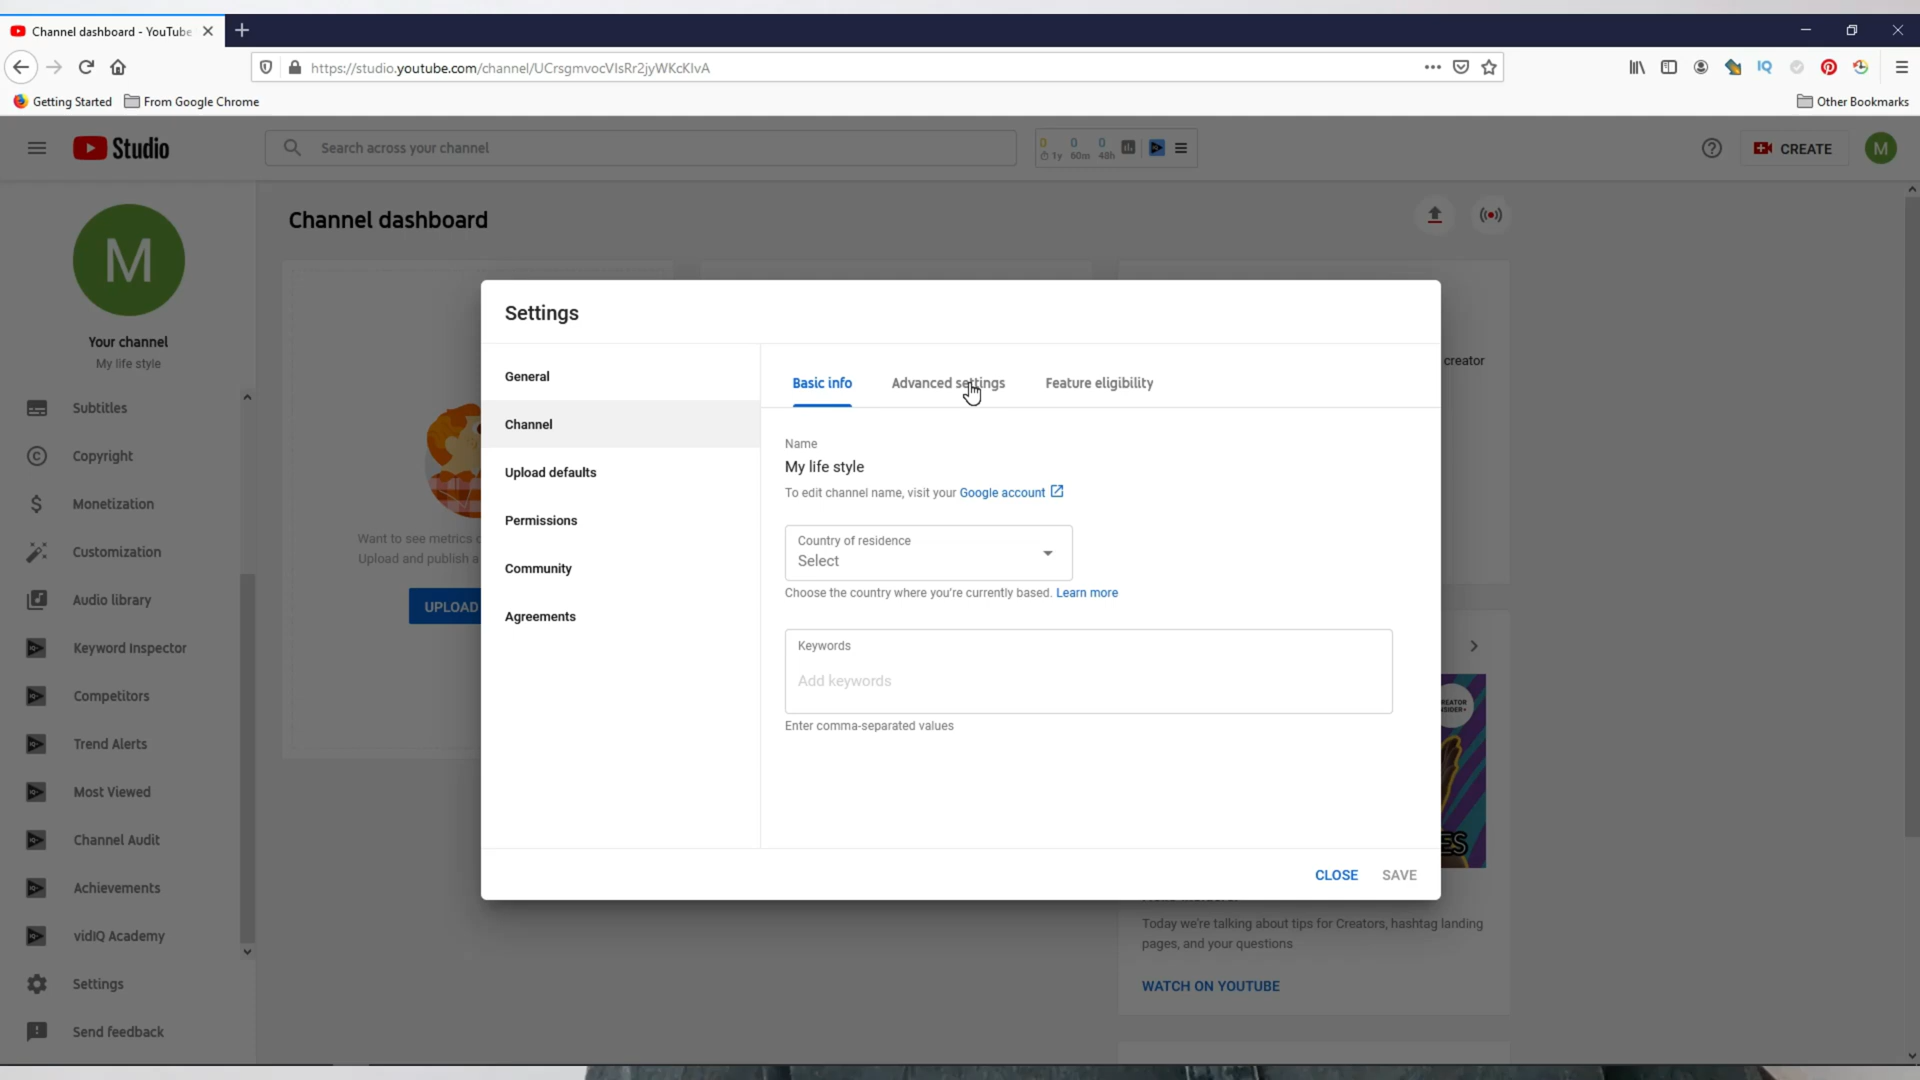 Channel dashboard - YouTube
https://studio.youtube.com/channel/UCrsgmvocVIsRr2jyWKcKIvA
Getting Started
From Google Chrome
Other Bookmarks
Studio
Search across your channel
0 0 0
1y 60m 48h
CREATE
M
M
Your channel
My life style
Subtitles
Copyright
Monetization
Customization
Audio library
Keyword Inspector
Competitors
Trend Alerts
Most Viewed
Channel Audit
Achievements
vidIQ Academy
Settings
Send feedback
Channel dashboard
Want to see metrics
Upload and publish a
UPLOAD
Settings
General
Channel
Upload defaults
Permissions
Community
Agreements
Basic info
Advanced settings
Feature eligibility
Name
My life style
To edit channel name, visit your Google account
Country of residence
Select
Choose the country where you're currently based. Learn more
Keywords
Add keywords
Enter comma-separated values
CLOSE
SAVE
creator
Today we're talking about tips for Creators, hashtag landing
pages, and your questions
WATCH ON YOUTUBE